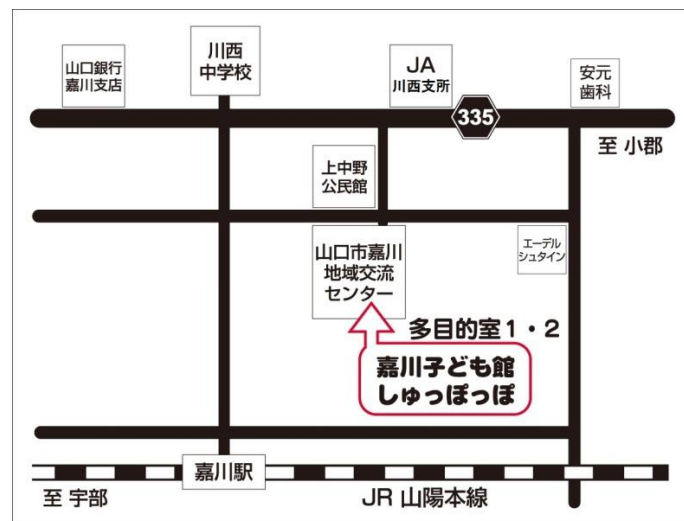 山口銀行
嘉川支店
川西
中学校
JA
川西支所
安元
歯科
335
至 小郡
上中野
公民館
山口市嘉川
地域交流
センター
エーデル
シュタイン
多目的室1・2
嘉川子ども館
しゅっぽっぽ
嘉川駅
至 宇部
JR 山陽本線